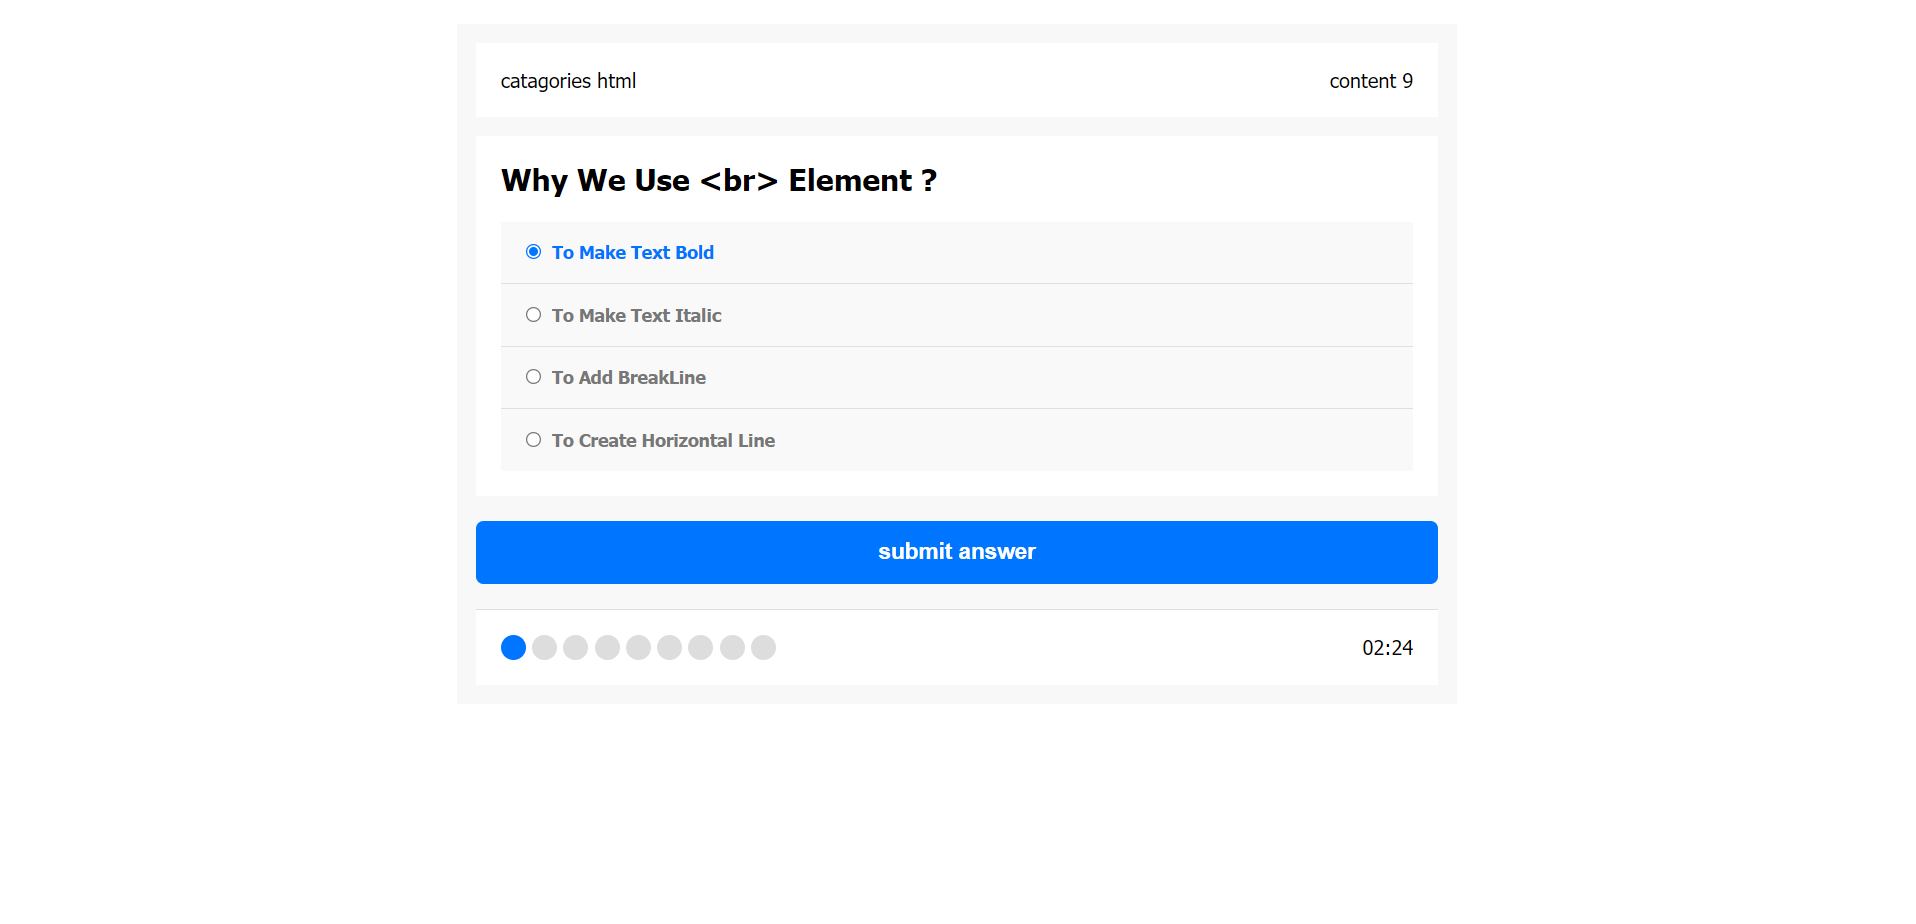 catagories html
content 9
Why We Use <br> Element ?
To Make Text Bold
To Make Text Italic
To Add BreakLine
To Create Horizontal Line
submit answer
02:24